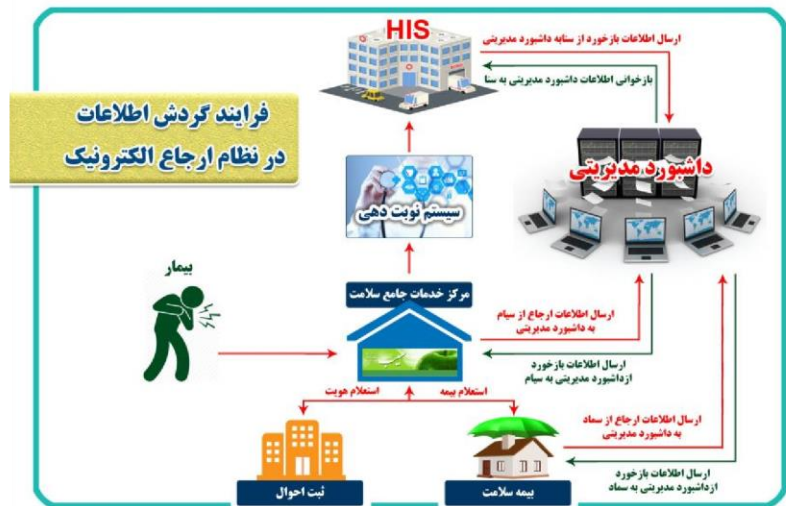 HIS
ارسال اطلاعات بازخورد از ستابه داشبورد مدیریتی
بازخوانی اطلاعات داشبورد مدیریتی به ستا
فرایند گردش اطلاعات
در نظام ارجاع الکترونیک
داشبورد مدیریتی
سیستم نوبت دهی
بیمار
مرکز خدمات جامع سلامت
ارسال اطلاعات ارجاع از سیام
به داشبورد مدیریتی
ارسال اطلاعات بازخورد
ازداشبورد مدیریتی به سیام
استعلام بیمه
استعلام هویت
ارسال اطلاعات ارجاع از سماد
به داشبورد مدیریتی
ارسال اطلاعات بازخورد
ازداشبورد مدیریتی به سماد
بیمه سلامت
ثبت احوال